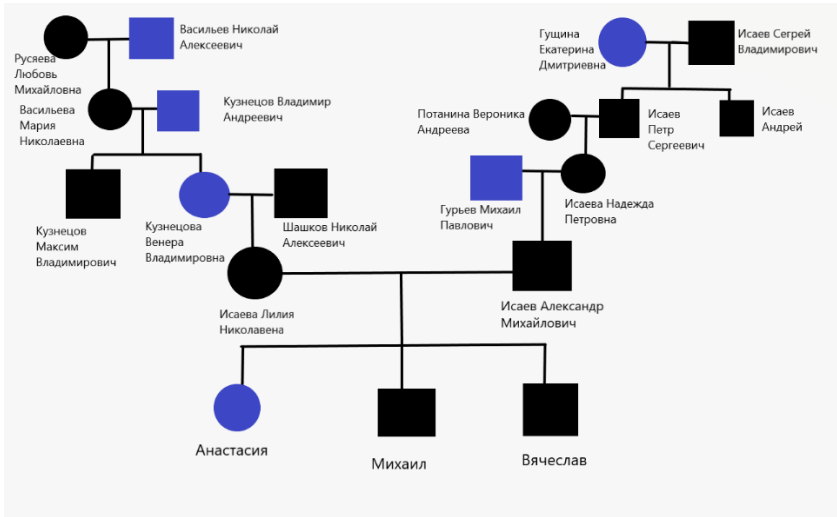 Васильев Николай
Алексеевич
Русяева
Любовь
Михайловна
Гущина
Екатерина
Дмитриевна
Исаев Сегрей
Владимирович
Васильева
Мария
Николаевна
Кузнецов Владимир
Андреевич
Потанина Вероника
Андреева
Исаев
Петр
Сергеевич
Исаев
Андрей
Кузнецов
Максим
Владимирович
Кузнецова
Венера
Владимировна
Шашков Николай
Алексеевич
Гурьев Михаил
Павлович
Исаева Надежда
Петровна
Исаева Лилия
Николавена
Исаев Александр
Михайлович
Анастасия
Михаил
Вячеслав